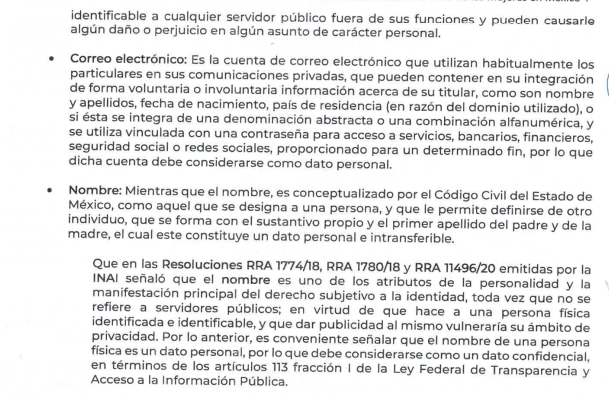 identificable a cualquier servidor público fuera de sus funciones y pueden causarle
algún daño o perjuicio en algún asunto de carácter personal.
• Correo electrónico: Es la cuenta de correo electrónico que utilizan habitualmente los
particulares en sus comunicaciones privadas, que pueden contener en su integración
de forma voluntaria o involuntaria información acerca de su titular, como son nombre
y apellidos, fecha de nacimiento, país de residencia (en razón del dominio utilizado), o
si ésta se integra de una denominación abstracta o una combinación alfanumérica, y
se utiliza vinculada con una contraseña para acceso a servicios, bancarios, financieros,
seguridad social o redes sociales, proporcionado para un determinado fin, por lo que
dicha cuenta debe considerarse como dato personal.
• Nombre: Mientras que el nombre, es conceptualizado por el Código Civil del Estado de
México, como aquel que se designa a una persona, y que le permite definirse de otro
individuo, que se forma con el sustantivo propio y el primer apellido del padre y de la
madre, el cual este constituye un dato personal e intransferible.
Que en las Resoluciones RRA 1774/18, RRA 1780/18 y RRA 11496/20 emitidas por la
INAI señaló que el nombre es uno de los atributos de la personalidad y la
manifestación principal del derecho subjetivo a la identidad, toda vez que no se
refiere a servidores públicos; en virtud de que hace a una persona física
identificada e identificable, y que dar publicidad al mismo vulneraría su ámbito de
privacidad. Por lo anterior, es conveniente señalar que el nombre de una persona
física es un dato personal, por lo que debe considerarse como un dato confidencial,
en términos de los artículos 113 fracción I de la Ley Federal de Transparencia y
Acceso a la Información Pública.